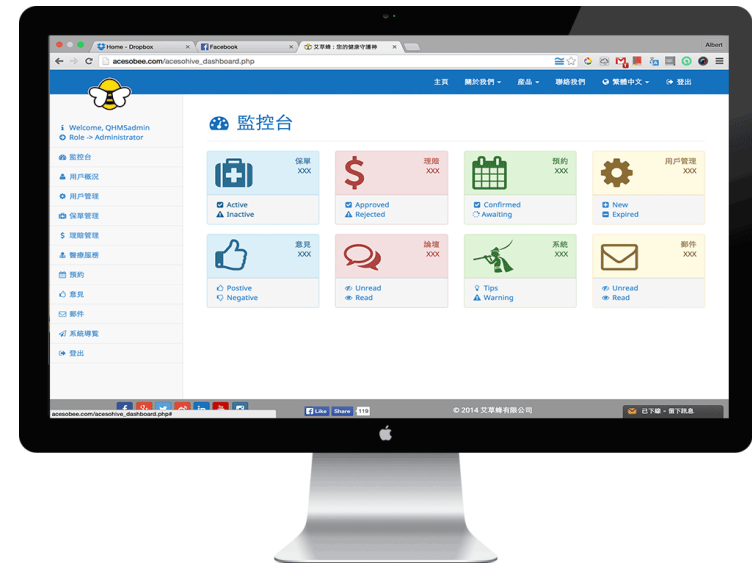 Home - Dropbox
Facebook
艾草蜂：您的健康守護神
Albert
acesobee.com/acesohive_dashboard.php
主頁 關於我們 產品 聯絡我們 繁體中文 登出
Welcome, QHMSadmin
Role -> Administrator
監控台
用戶概況
用戶管理
保單管理
理賠管理
醫療服務
預約
意見
郵件
系統導覽
登出
監控台
保單
XXX
Active
Inactive
理賠
XXX
Approved
Rejected
預約
XXX
Confirmed
Awaiting
用戶管理
XXX
New
Expired
意見
XXX
Postive
Negative
論壇
XXX
Unread
Read
系統
XXX
Tips
Warning
郵件
XXX
Unread
Read
acesobee.com/acesohive_dashboard.php#
Like Share 119
© 2014 艾草蜂有限公司
已下線 - 留下訊息